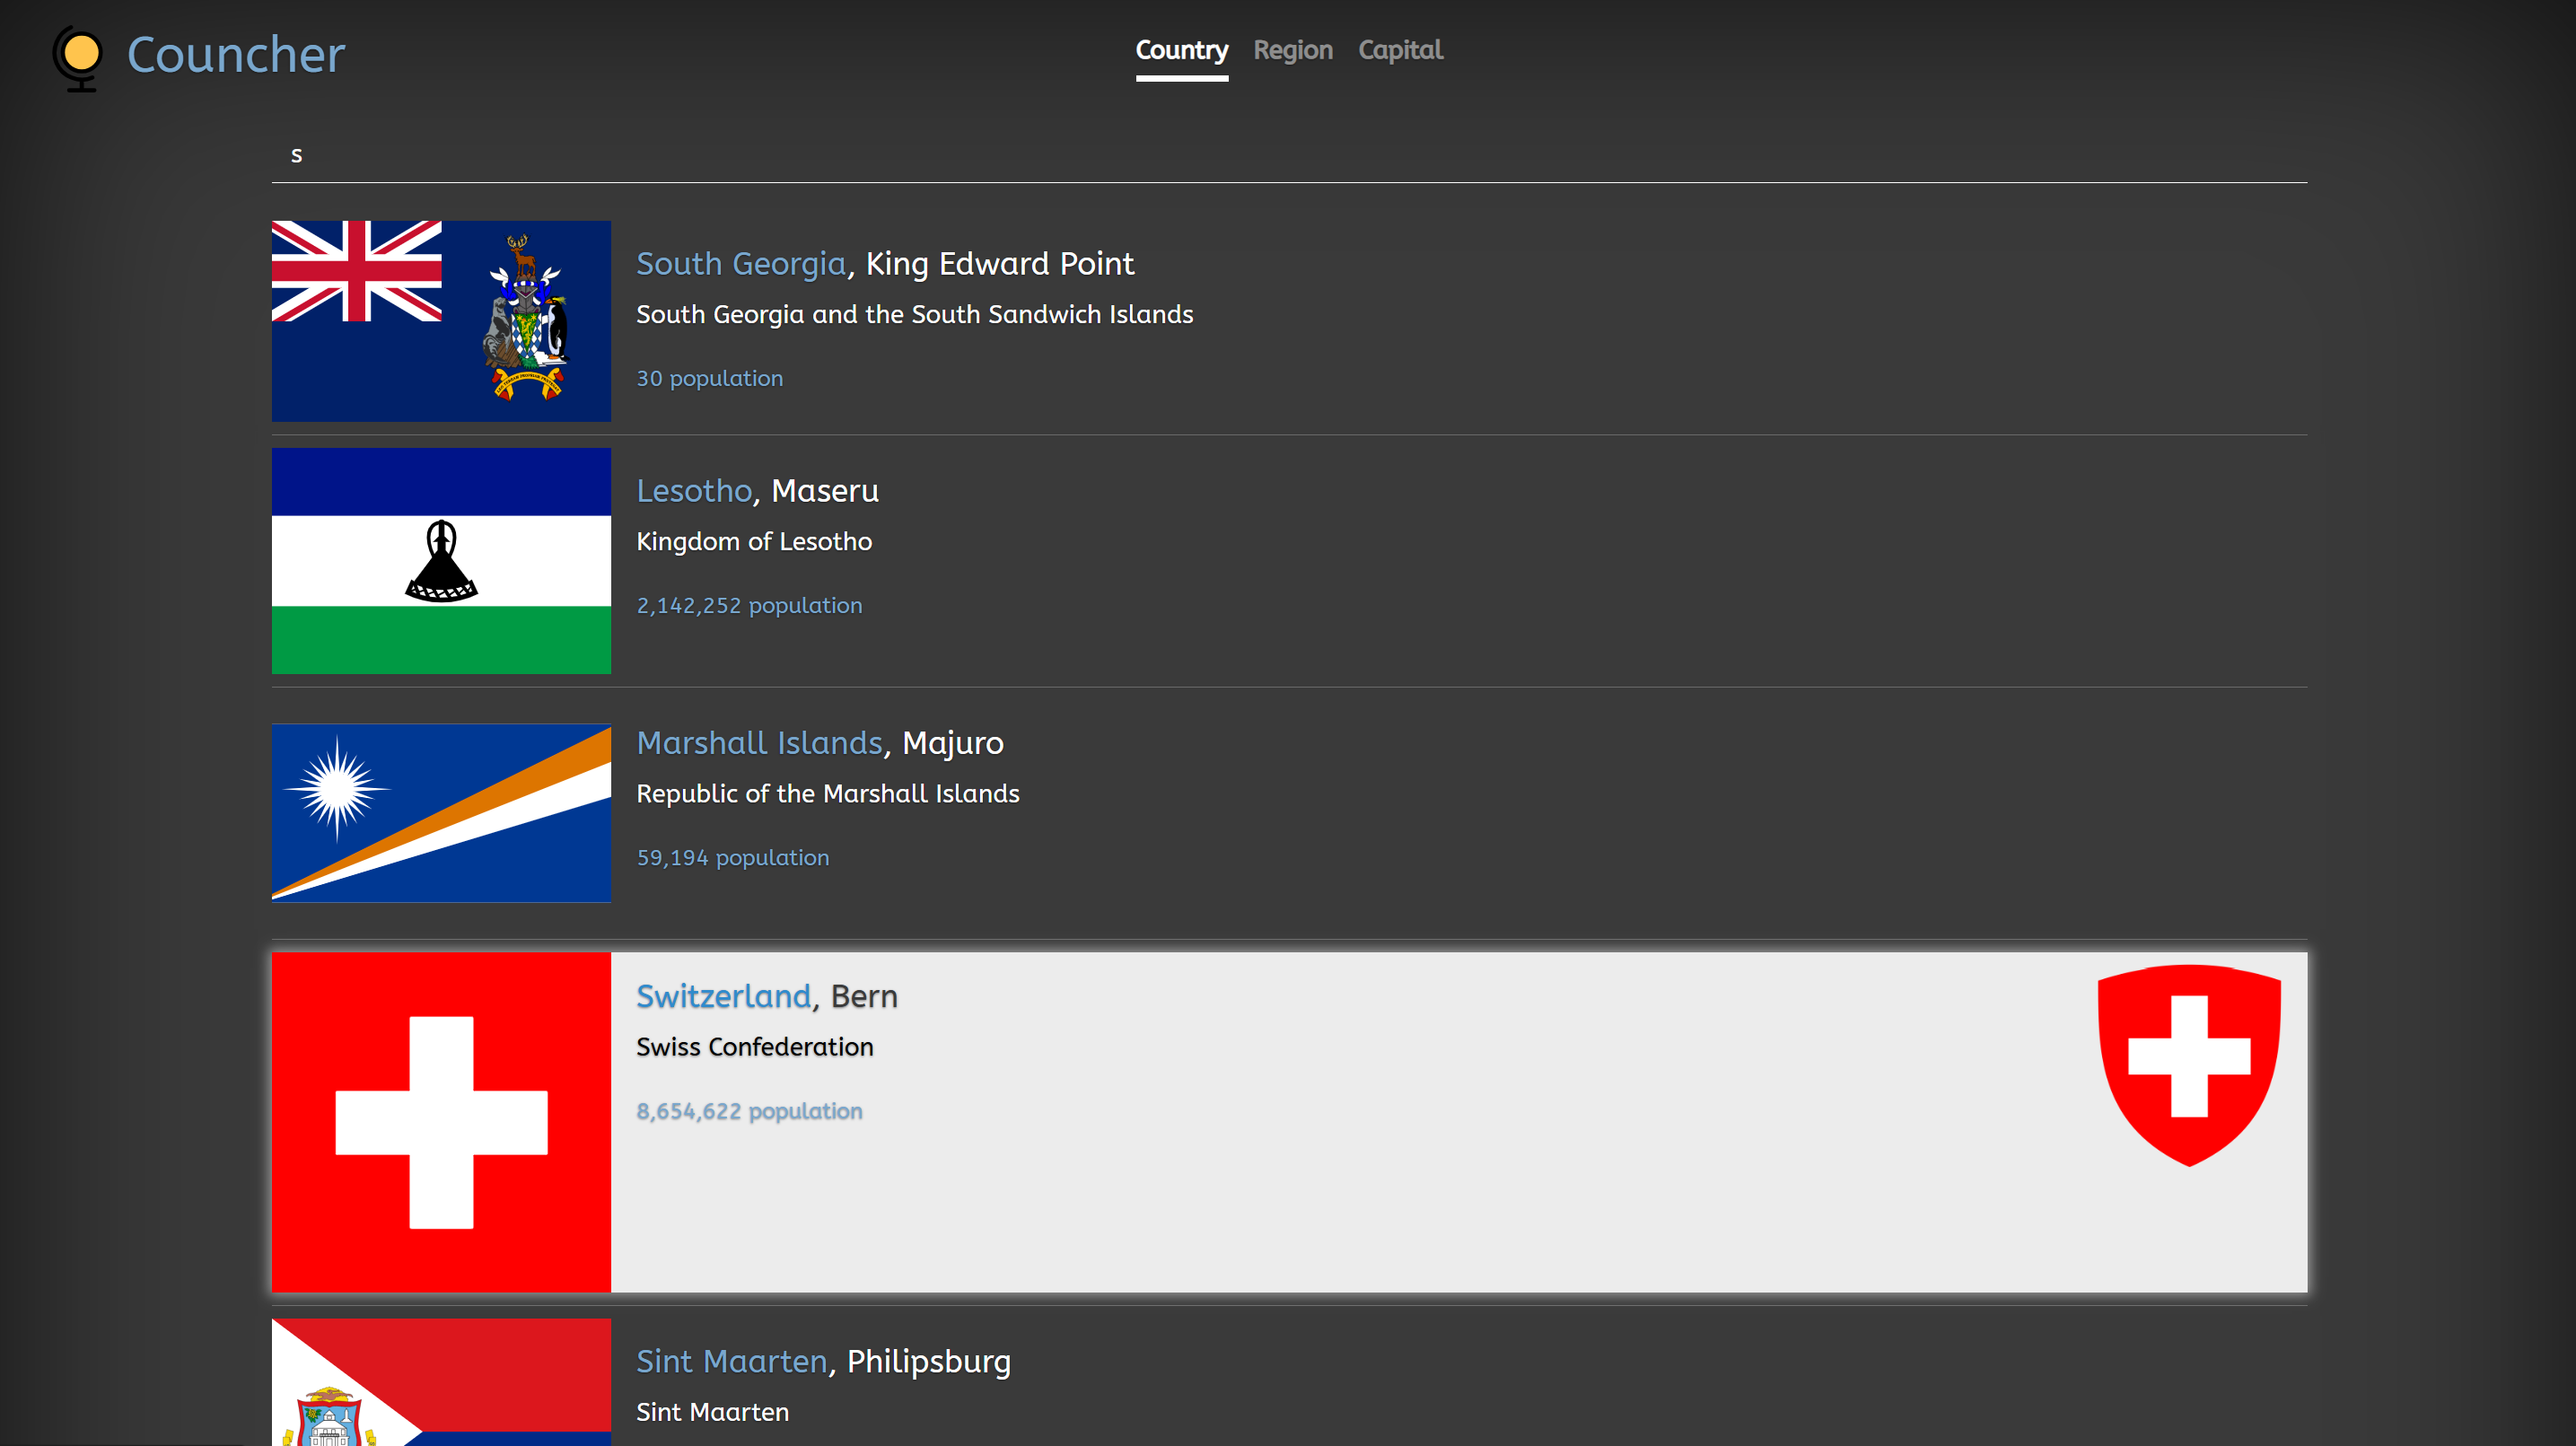 Councher
Country Region Capital
s
South Georgia, King Edward Point
South Georgia and the South Sandwich Islands
30 population
Lesotho, Maseru
Kingdom of Lesotho
2,142,252 population
Marshall Islands, Majuro
Republic of the Marshall Islands
59,194 population
Switzerland, Bern
Swiss Confederation
8,654,622 population
Sint Maarten, Philipsburg
Sint Maarten